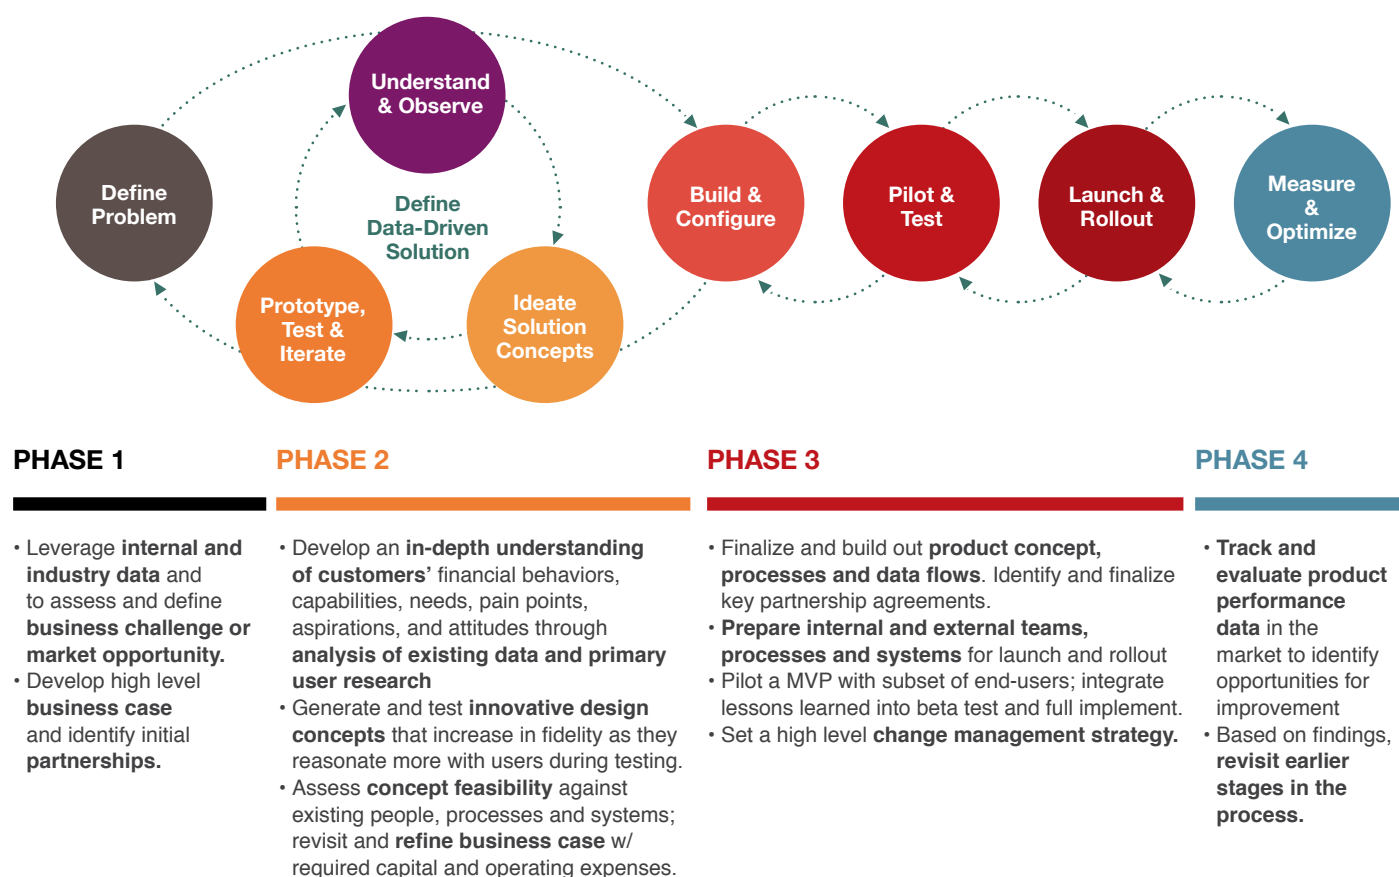 Understand
& Observe
Define
Problem
Define
Data-Driven
Solution
Prototype,
Test &
Iterate
Ideate
Solution
Concepts
Build &
Configure
Pilot &
Test
Launch &
Rollout
Measure
&
Optimize
PHASE 1
• Leverage internal and
industry data and
to assess and define
business challenge or
market opportunity.
• Develop high level
business case
and identify initial
partnerships.
PHASE 2
• Develop an in-depth understanding
of customers’ financial behaviors,
capabilities, needs, pain points,
aspirations, and attitudes through
analysis of existing data and primary
user research
• Generate and test innovative design
concepts that increase in fidelity as they
reasonate more with users during testing.
• Assess concept feasibility against
existing people, processes and systems;
revisit and refine business case w/
required capital and operating expenses.
PHASE 3
• Finalize and build out product concept,
processes and data flows. Identify and finalize
key partnership agreements.
• Prepare internal and external teams,
processes and systems for launch and rollout
• Pilot a MVP with subset of end-users; integrate
lessons learned into beta test and full implement.
• Set a high level change management strategy.
PHASE 4
• Track and
evaluate product
performance
data in the
market to identify
opportunities for
improvement
• Based on findings,
revisit earlier
stages in the
process.